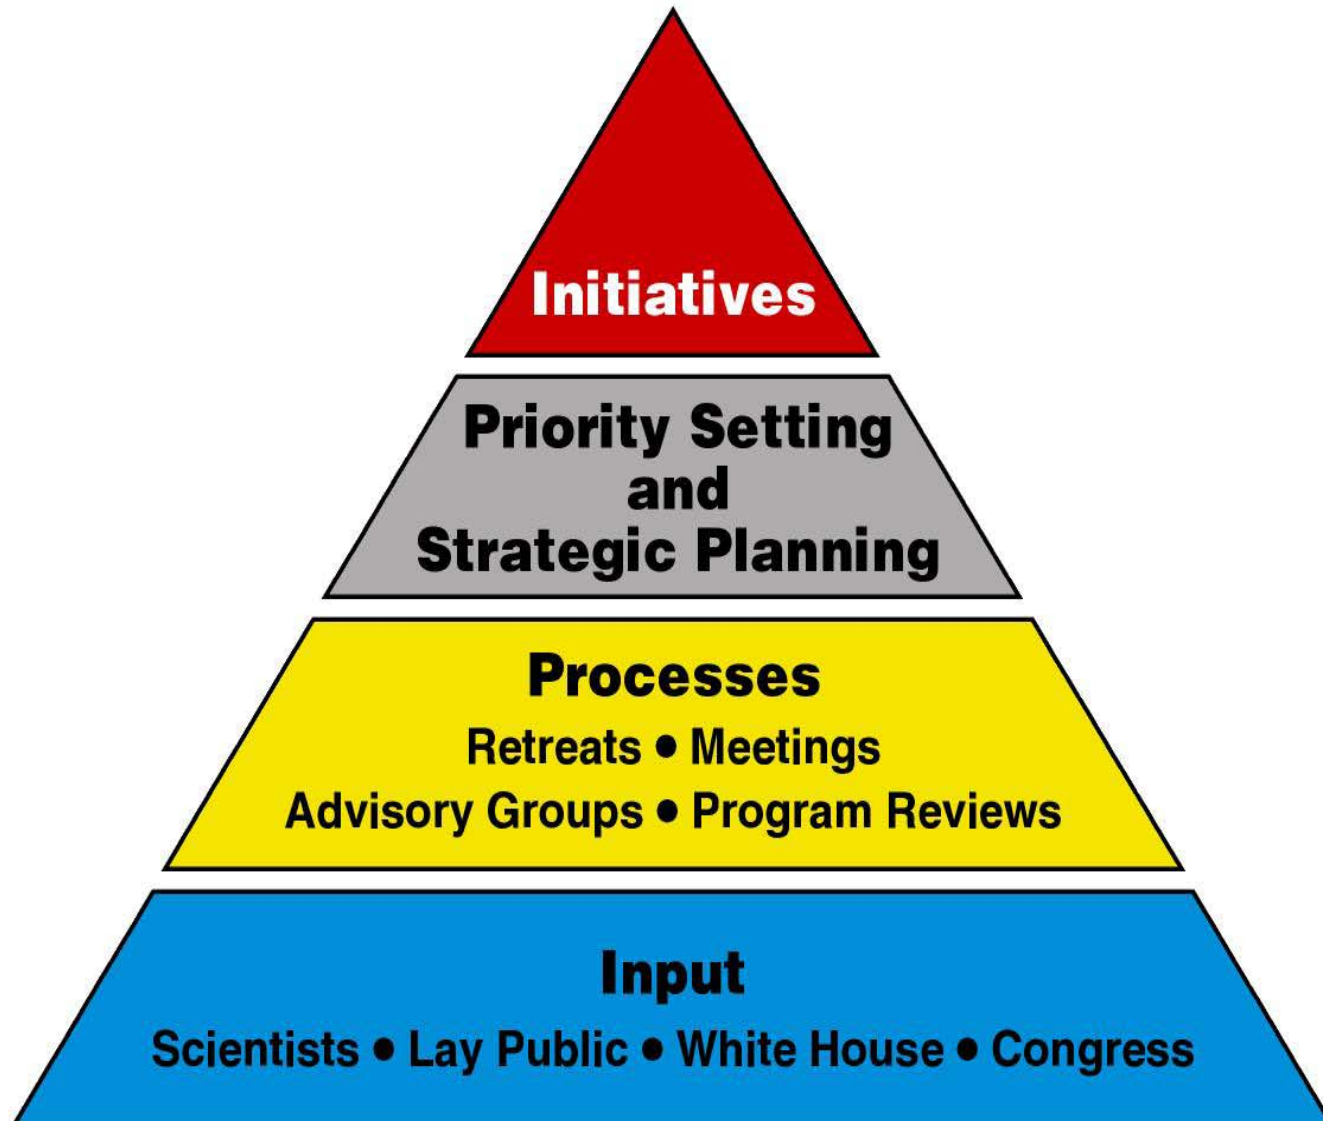 Initiatives
Priority Setting
and
Strategic Planning
Processes
Retreats ● Meetings
Advisory Groups ● Program Reviews
Input
Scientists ● Lay Public ● White House ● Congress